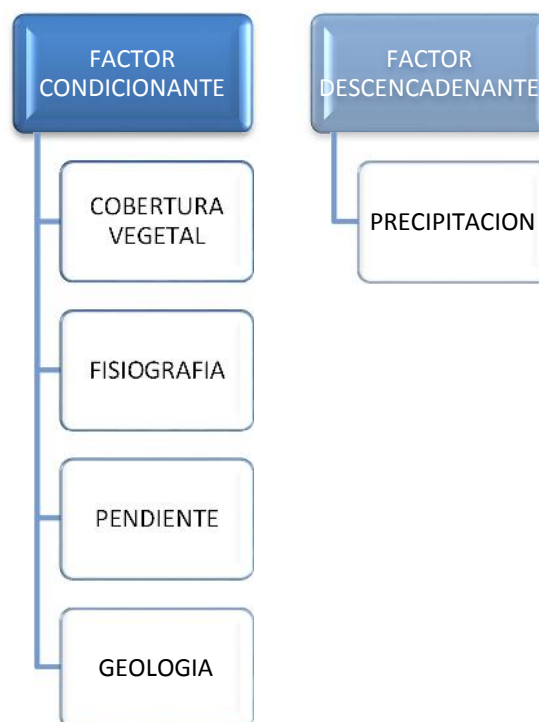 FACTOR
CONDICIONANTE
COBERTURA
VEGETAL
FISIOGRAFIA
PENDIENTE
GEOLOGIA
FACTOR
DESCENCADENANTE
PRECIPITACION